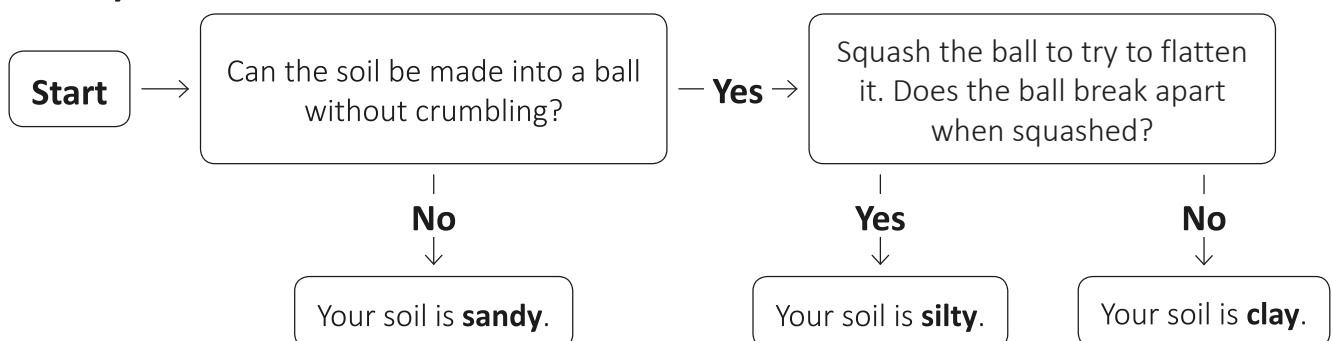 Start
Can the soil be made into a ball
without crumbling?
Yes
Squash the ball to try to flatten
it. Does the ball break apart
when squashed?
No
Yes
No
Your soil is sandy.
Your soil is silty.
Your soil is clay.